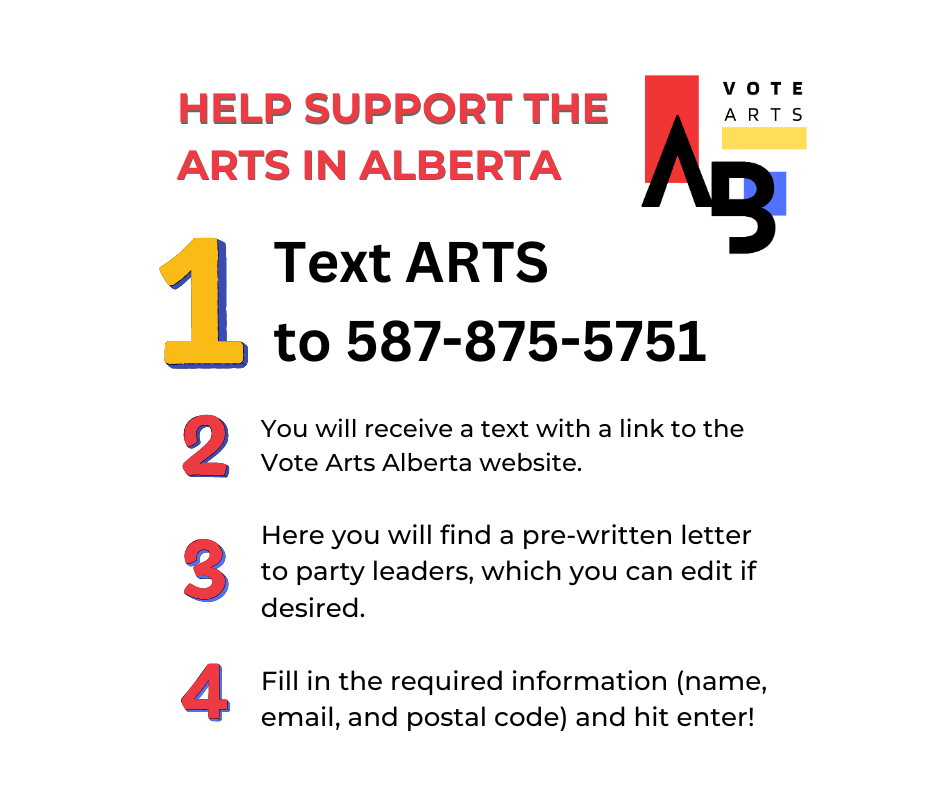 HELP SUPPORT THE
ARTS IN ALBERTA
VOTE
ARTS
AB
1
Text ARTS
to 587-875-5751
2
You will receive a text with a link to the
Vote Arts Alberta website.
3
Here you will find a pre-written letter
to party leaders, which you can edit if
desired.
4
Fill in the required information (name,
email, and postal code) and hit enter!